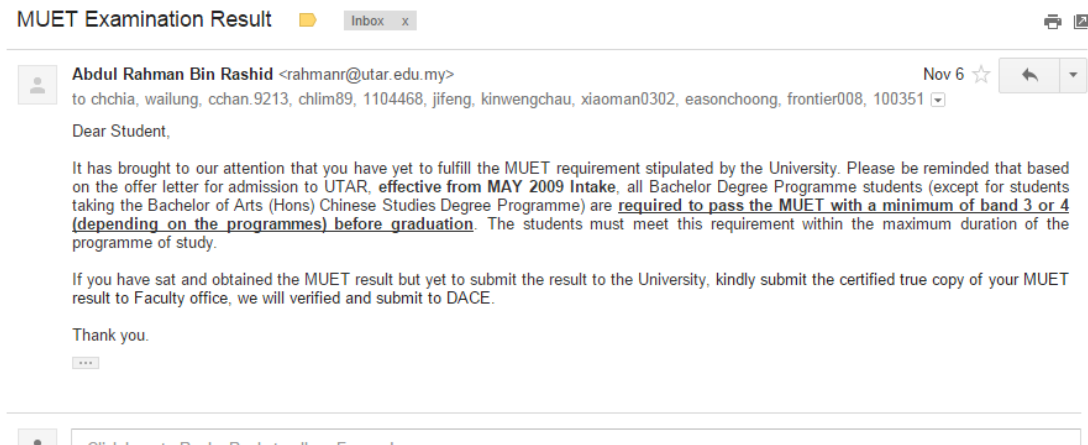 MUET Examination Result
Inbox x
Abdul Rahman Bin Rashid <rahmanr@utar.edu.my>
Nov 6
to chchia, wailung, cchan.9213, chlim89, 1104468, jifeng, kinwengchau, xiaoman0302, easonchoong, frontier008, 100351
Dear Student,
It has brought to our attention that you have yet to fulfill the MUET requirement stipulated by the University. Please be reminded that based
on the offer letter for admission to UTAR, effective from MAY 2009 Intake, all Bachelor Degree Programme students (except for students
taking the Bachelor of Arts (Hons) Chinese Studies Degree Programme) are required to pass the MUET with a minimum of band 3 or 4
(depending on the programmes) before graduation. The students must meet this requirement within the maximum duration of the
programme of study.
If you have sat and obtained the MUET result but yet to submit the result to the University, kindly submit the certified true copy of your MUET
result to Faculty office, we will verified and submit to DACE.
Thank you.